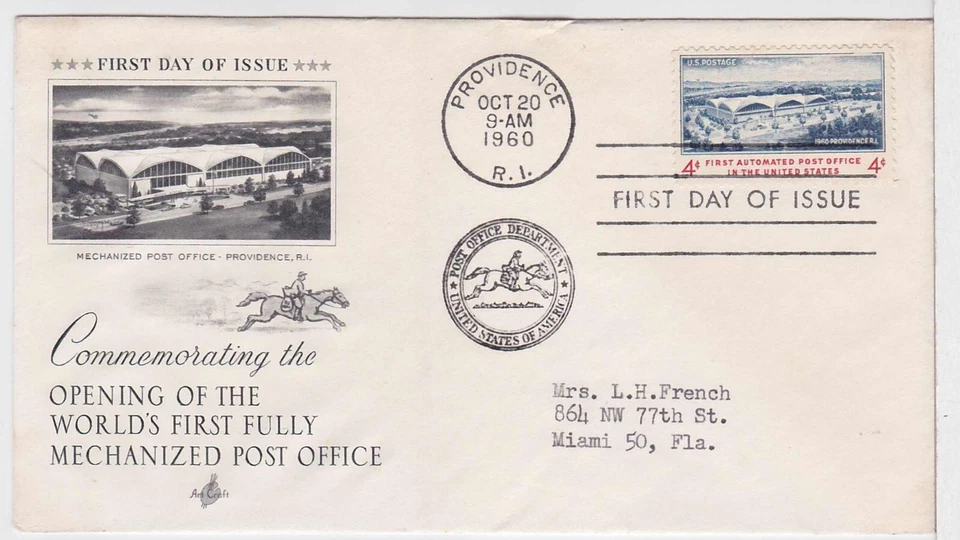 ★★★ FIRST DAY OF ISSUE ★★★
MECHANIZED POST OFFICE - PROVIDENCE, R.I.
Commemorating the
OPENING OF THE
WORLD'S FIRST FULLY
MECHANIZED POST OFFICE
Art Craft
PROVIDENCE
OCT 20
9-AM
1960
R.I.
★ POST OFFICE DEPARTMENT ★
UNITED STATES OF AMERICA
U.S. POSTAGE
1960 PROVIDENCE R.I.
4¢ FIRST AUTOMATED POST OFFICE 4¢
IN THE UNITED STATES
FIRST DAY OF ISSUE
Mrs. L.H.French
864 NW 77th St.
Miami 50, Fla.